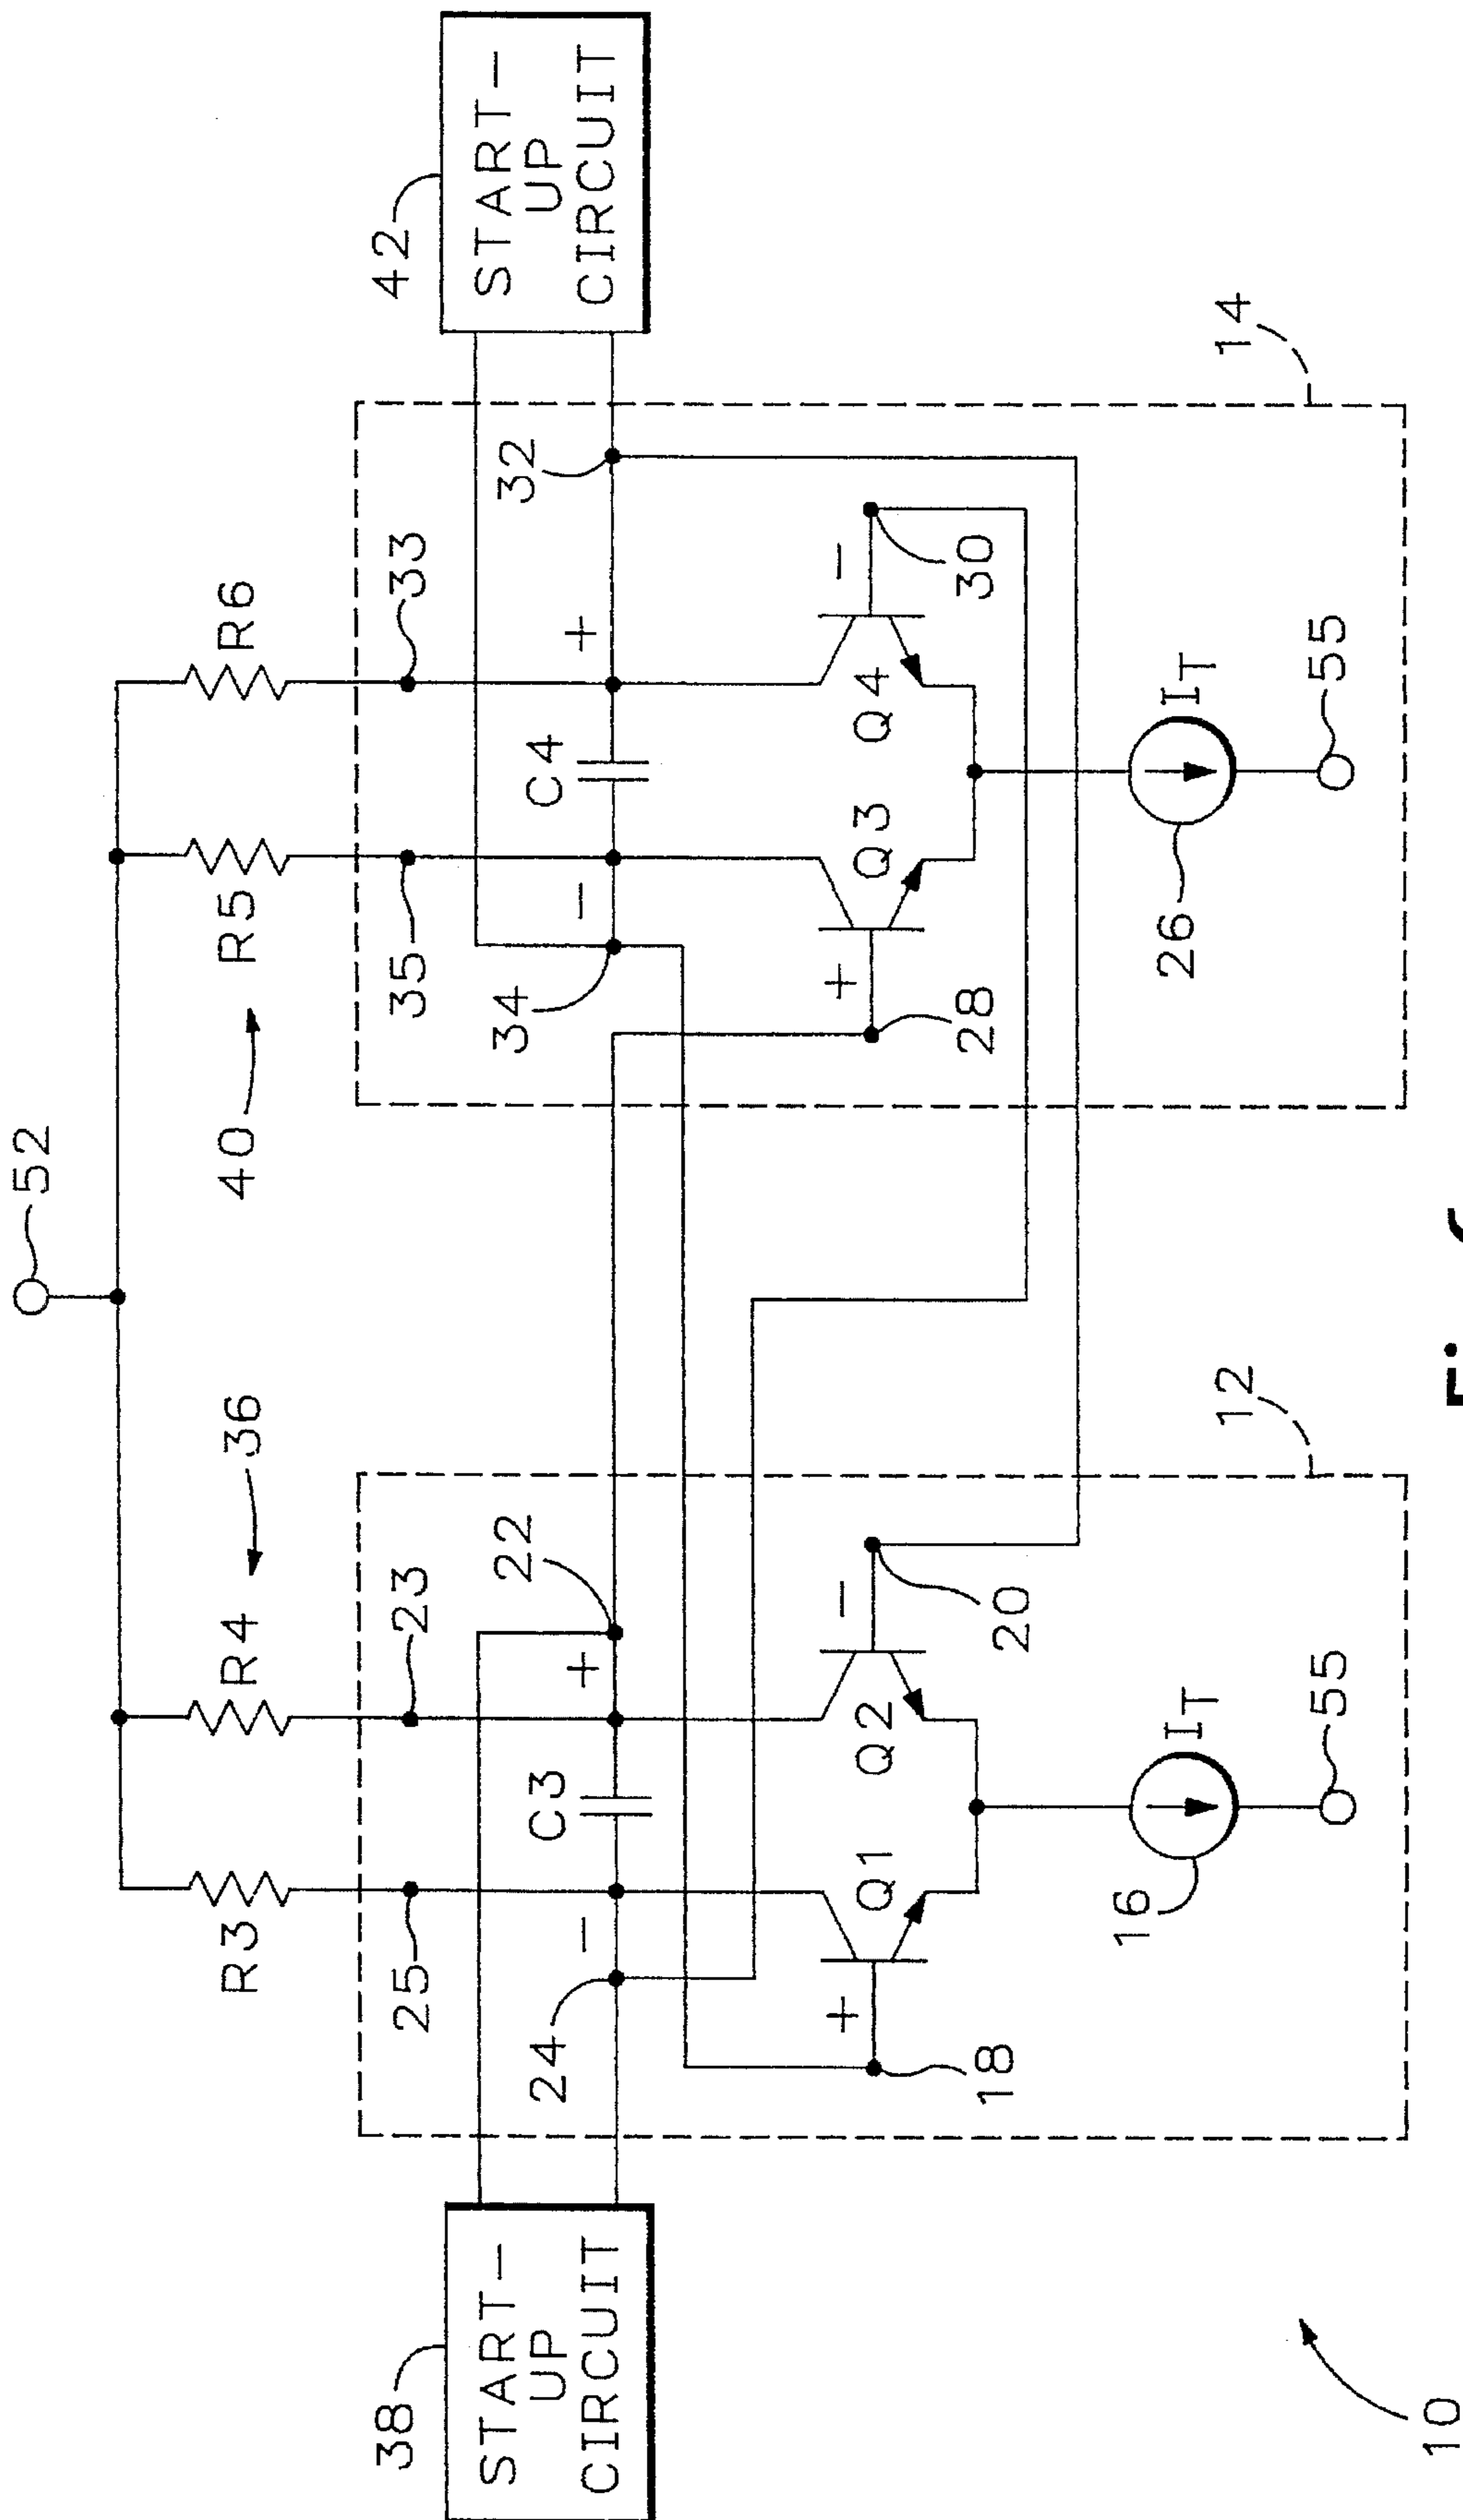 52
36
40
R3
R4
R5
R6
25
23
35
33
38
START-
UP
CIRCUIT
42
START-
UP
CIRCUIT
24
−
C3
+
22
34
−
C4
+
32
+
Q1
Q2
−
+
Q3
Q4
−
18
20
28
30
16
IT
12
26
IT
14
55
55
10